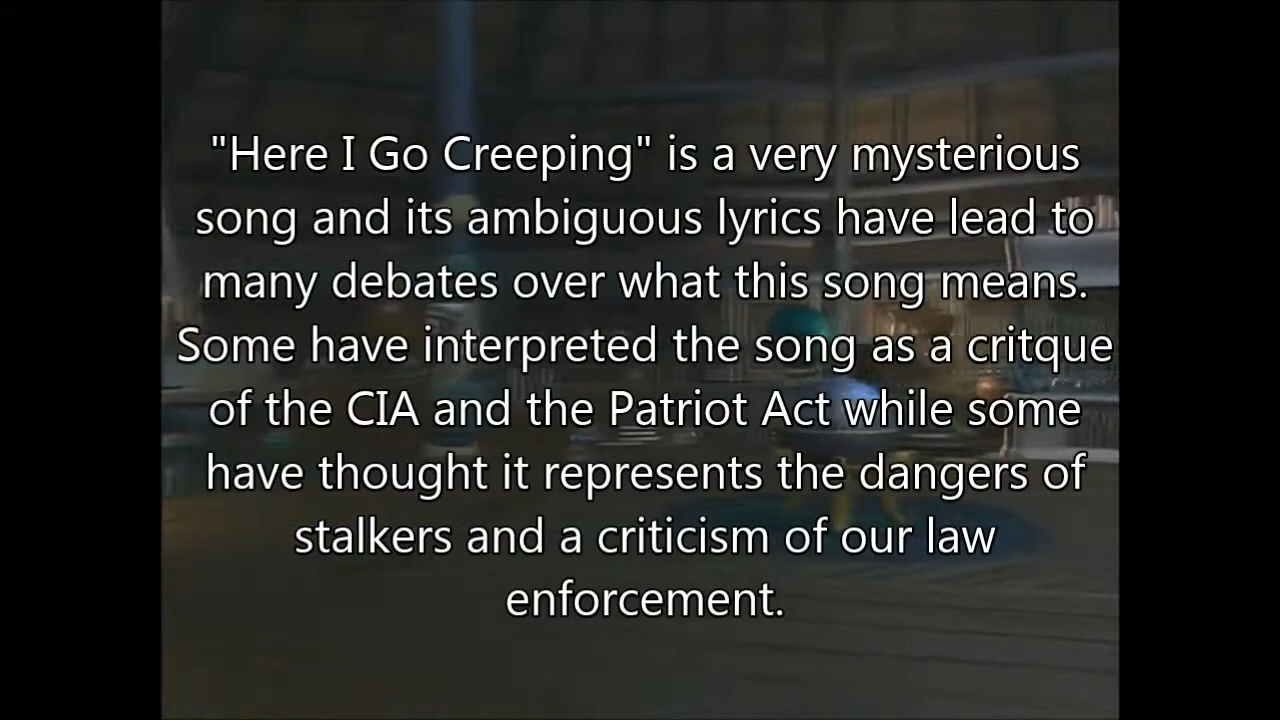 "Here I Go Creeping" is a very mysterious
song and its ambiguous lyrics have lead to
many debates over what this song means.
Some have interpreted the song as a critque
of the CIA and the Patriot Act while some
have thought it represents the dangers of
stalkers and a criticism of our law
enforcement.